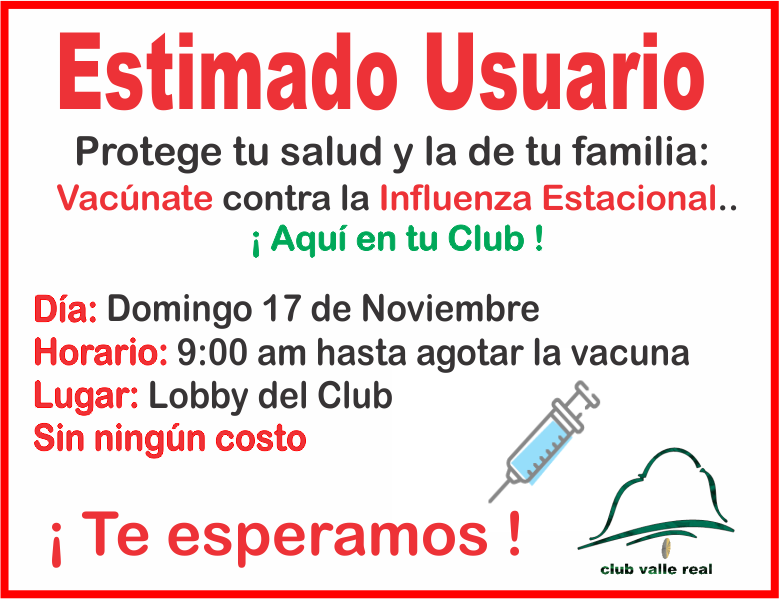 Estimado Usuario
Protege tu salud y la de tu familia:
Vacúnate contra la Influenza Estacional..
¡ Aquí en tu Club !
Día: Domingo 17 de Noviembre
Horario: 9:00 am hasta agotar la vacuna
Lugar: Lobby del Club
Sin ningún costo
¡ Te esperamos !
club valle real